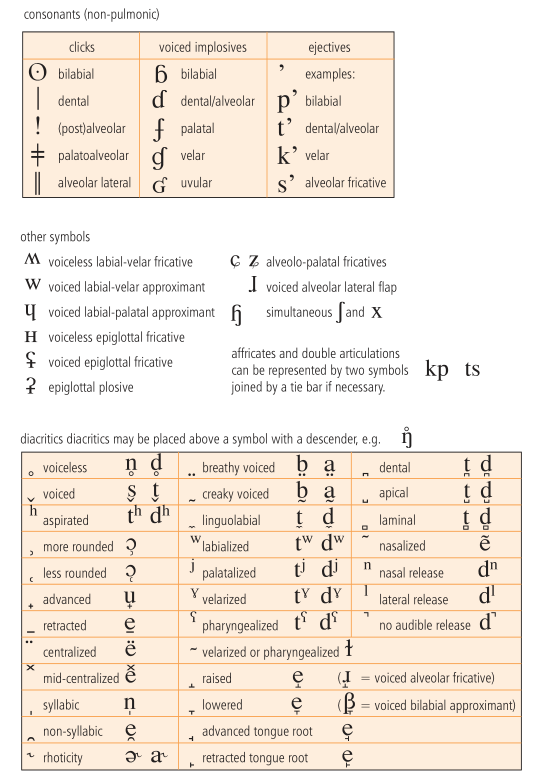 consonants (non-pulmonic)
clicks voiced implosives ejectives
ʘ bilabial ɓ bilabial ʼ examples:
ǀ dental ɗ dental/alveolar pʼ bilabial
ǃ (post)alveolar ʄ palatal tʼ dental/alveolar
ǂ palatoalveolar ɠ velar kʼ velar
ǁ alveolar lateral ʛ uvular sʼ alveolar fricative
other symbols
ʍ voiceless labial-velar fricative ɕ ʑ alveolo-palatal fricatives
w voiced labial-velar approximant ɺ voiced alveolar lateral flap
ɥ voiced labial-palatal approximant ɧ simultaneous ʃ and x
ʜ voiceless epiglottal fricative
ʢ voiced epiglottal fricative
ʡ epiglottal plosive
affricates and double articulations
can be represented by two symbols
joined by a tie bar if necessary.
kp ts
diacritics diacritics may be placed above a symbol with a descender, e.g. ŋ̊
̥ voiceless n̥ d̥ ̤ breathy voiced b̤ a̤ ̪ dental t̪ d̪
̬ voiced s̬ t̬ ̰ creaky voiced b̰ a̰ ̺ apical t̺ d̺
ʰ aspirated tʰ dʰ ̼ linguolabial t̼ d̼ ̻ laminal t̻ d̻
̹ more rounded ɔ̹ ʷ labialized tʷ dʷ ̃ nasalized ẽ
̜ less rounded ɔ̜ ʲ palatalized tʲ dʲ ⁿ nasal release dⁿ
̟ advanced u̟ ˠ velarized tˠ dˠ ˡ lateral release dˡ
̠ retracted e̠ ˤ pharyngealized tˤ dˤ ̚ no audible release d̚
̈ centralized ë ~ velarized or pharyngealized ɫ
̽ mid-centralized e̽ ̝ raised e̝ (ɹ̝ = voiced alveolar fricative)
̩ syllabic n̩ ̞ lowered e̞ (β̞ = voiced bilabial approximant)
̯ non-syllabic e̯ ̘ advanced tongue root e̘
˞ rhoticity ɚ a˞ ̙ retracted tongue root e̙